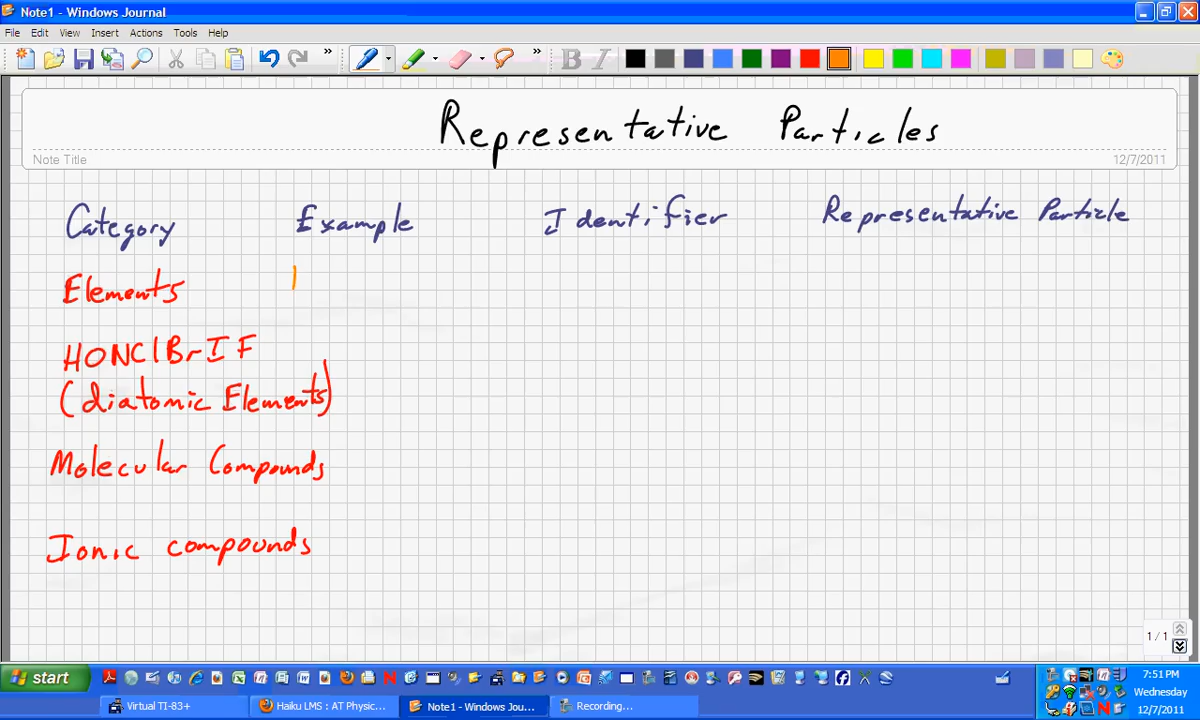 Note1 - Windows Journal
File Edit View Insert Actions Tools Help
B I
Representative Particles
Note Title
12/7/2011
Category Example Identifier Representative Particle
Elements
HONClBrIF
(diatomic Elements)
Molecular Compounds
Ionic compounds
1 / 1
start
7:51 PM
Wednesday
12/7/2011
Virtual TI-83+
Haiku LMS : AT Physic...
Note1 - Windows Jou...
Recording...